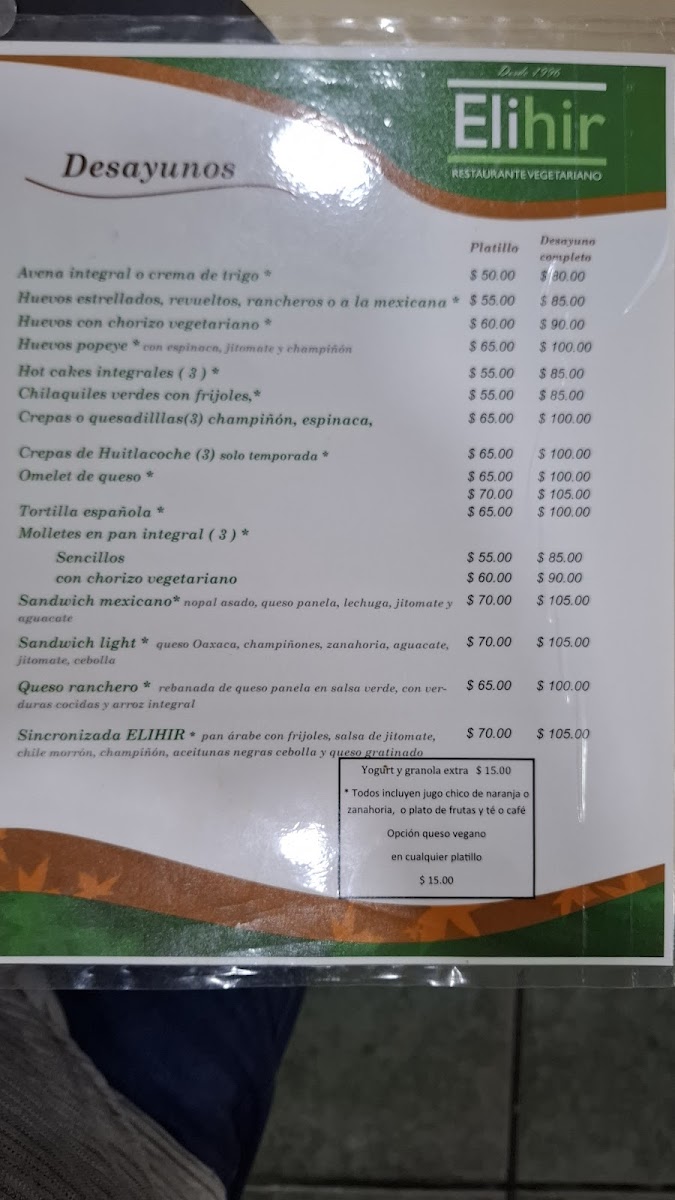 Desde 1996
Elihir
RESTAURANTE VEGETARIANO
Desayunos
Platillo Desayuno completo
Avena integral o crema de trigo * $ 50.00 $ 80.00
Huevos estrellados, revueltos, rancheros o a la mexicana * $ 55.00 $ 85.00
Huevos con chorizo vegetariano * $ 60.00 $ 90.00
Huevos popeye * con espinaca, jitomate y champiñón $ 65.00 $ 100.00
Hot cakes integrales ( 3 ) * $ 55.00 $ 85.00
Chilaquiles verdes con frijoles,* $ 55.00 $ 85.00
Crepas o quesadilllas(3) champiñón, espinaca, $ 65.00 $ 100.00
Crepas de Huitlacoche (3) solo temporada * $ 65.00 $ 100.00
Omelet de queso * $ 65.00 $ 100.00
$ 70.00 $ 105.00
Tortilla española * $ 65.00 $ 100.00
Molletes en pan integral ( 3 ) *
Sencillos $ 55.00 $ 85.00
con chorizo vegetariano $ 60.00 $ 90.00
Sandwich mexicano* nopal asado, queso panela, lechuga, jitomate y $ 70.00 $ 105.00
aguacate
Sandwich light * queso Oaxaca, champiñones, zanahoria, aguacate, $ 70.00 $ 105.00
jitomate, cebolla
Queso ranchero * rebanada de queso panela en salsa verde, con ver- $ 65.00 $ 100.00
duras cocidas y arroz integral
Sincronizada ELIHIR * pan árabe con frijoles, salsa de jitomate, $ 70.00 $ 105.00
chile morrón, champiñón, aceitunas negras cebolla y queso gratinado
Yogurt y granola extra $ 15.00
* Todos incluyen jugo chico de naranja o
zanahoria, o plato de frutas y té o café
Opción queso vegano
en cualquier platillo
$ 15.00